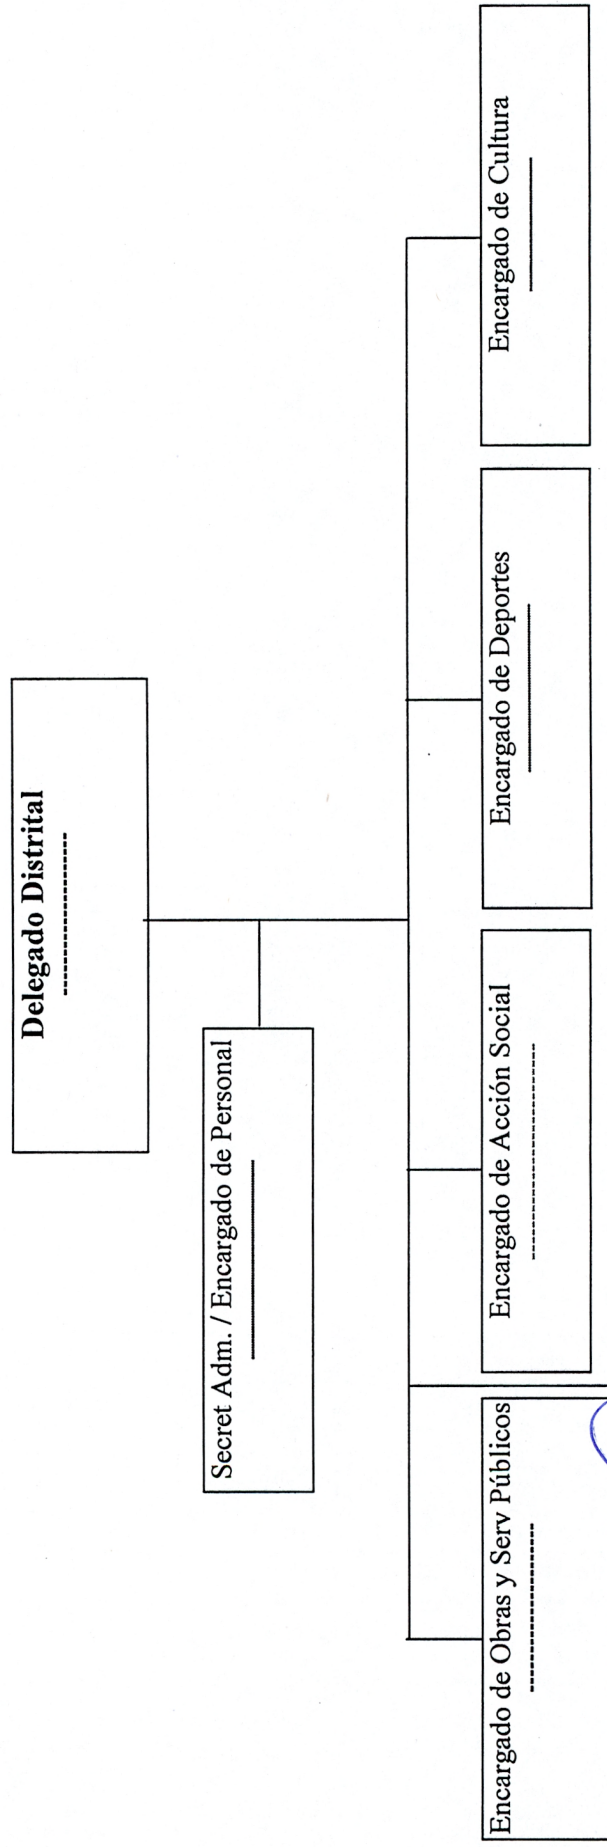 Delegado Distrital
--------------------
Secret Adm. / Encargado de Personal
Encargado de Obras y Serv Públicos
--------------------
Encargado de Acción Social
--------------------------
Encargado de Deportes
Encargado de Cultura